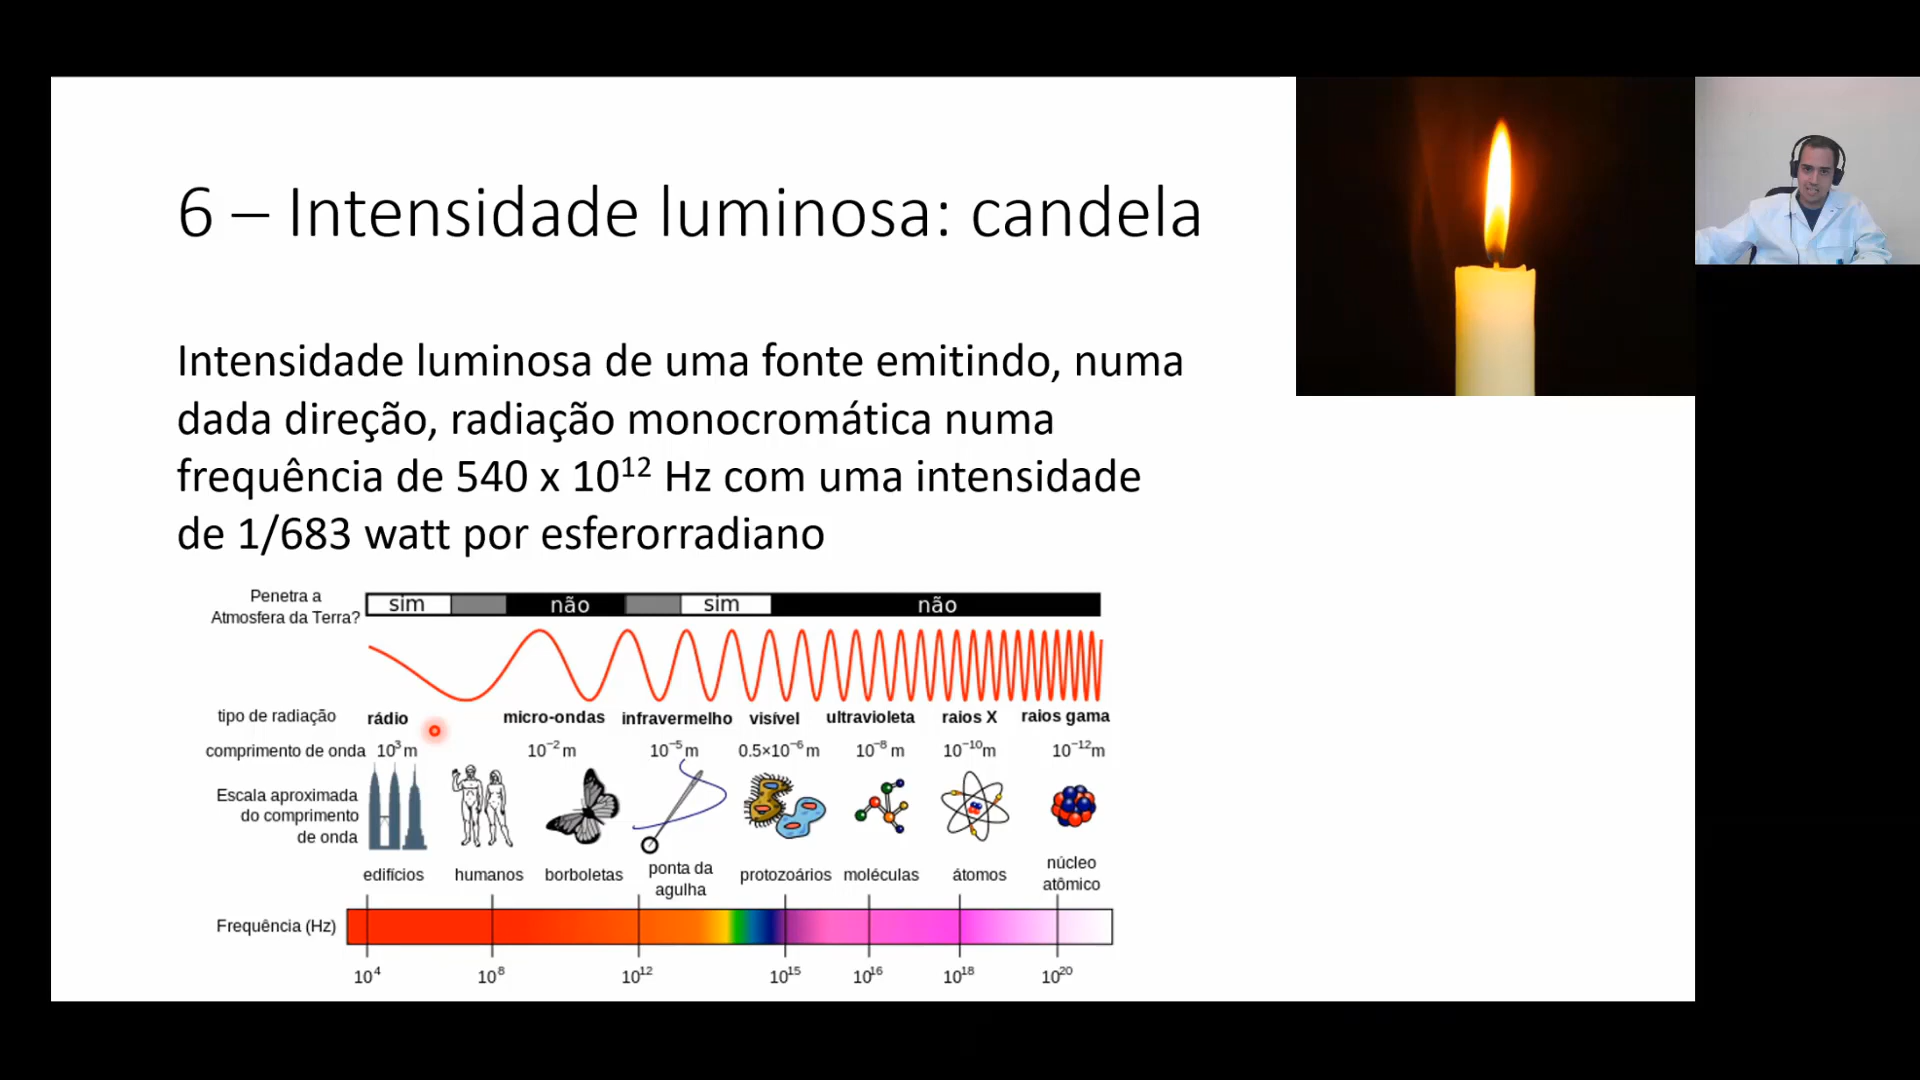 6 – Intensidade luminosa: candela
Intensidade luminosa de uma fonte emitindo, numa
dada direção, radiação monocromática numa
frequência de 540 x 10¹² Hz com uma intensidade
de 1/683 watt por esferorradiano
Penetra a
Atmosfera da Terra?
sim não sim não
tipo de radiação rádio micro-ondas infravermelho visível ultravioleta raios X raios gama
comprimento de onda 10³ m 10⁻² m 10⁻⁵ m 0.5×10⁻⁶ m 10⁻⁸ m 10⁻¹⁰m 10⁻¹²m
Escala aproximada
do comprimento
de onda
edifícios humanos borboletas ponta da
agulha protozoários moléculas átomos núcleo
atômico
Frequência (Hz)
10⁴ 10⁸ 10¹² 10¹⁵ 10¹⁶ 10¹⁸ 10²⁰